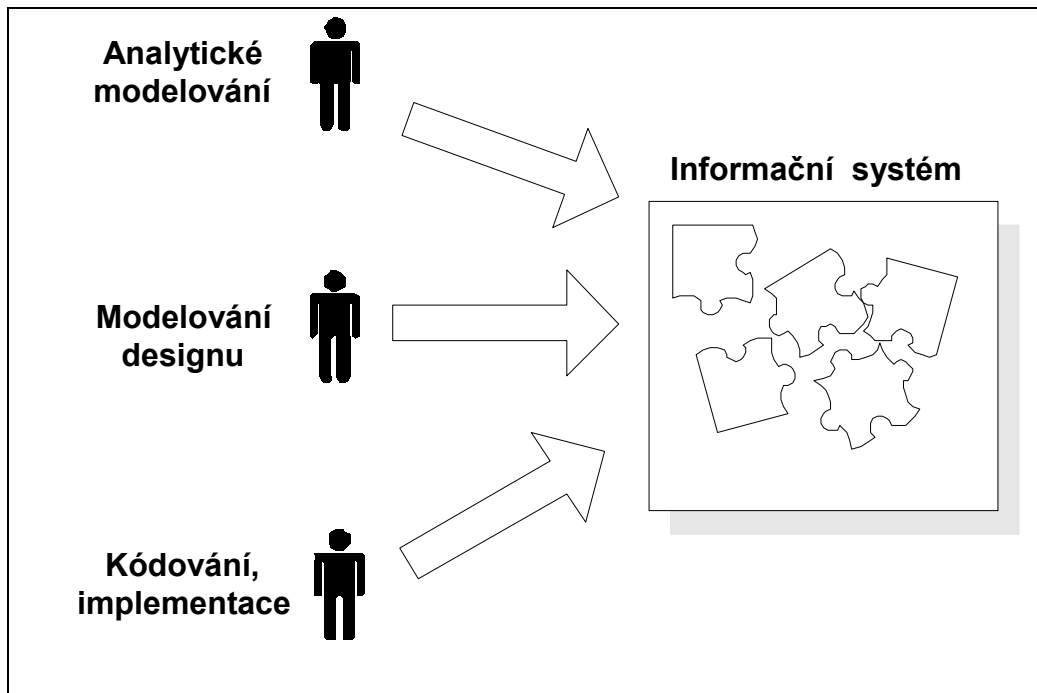 Analytické
modelování
Informační systém
Modelování
designu
Kódování,
implementace